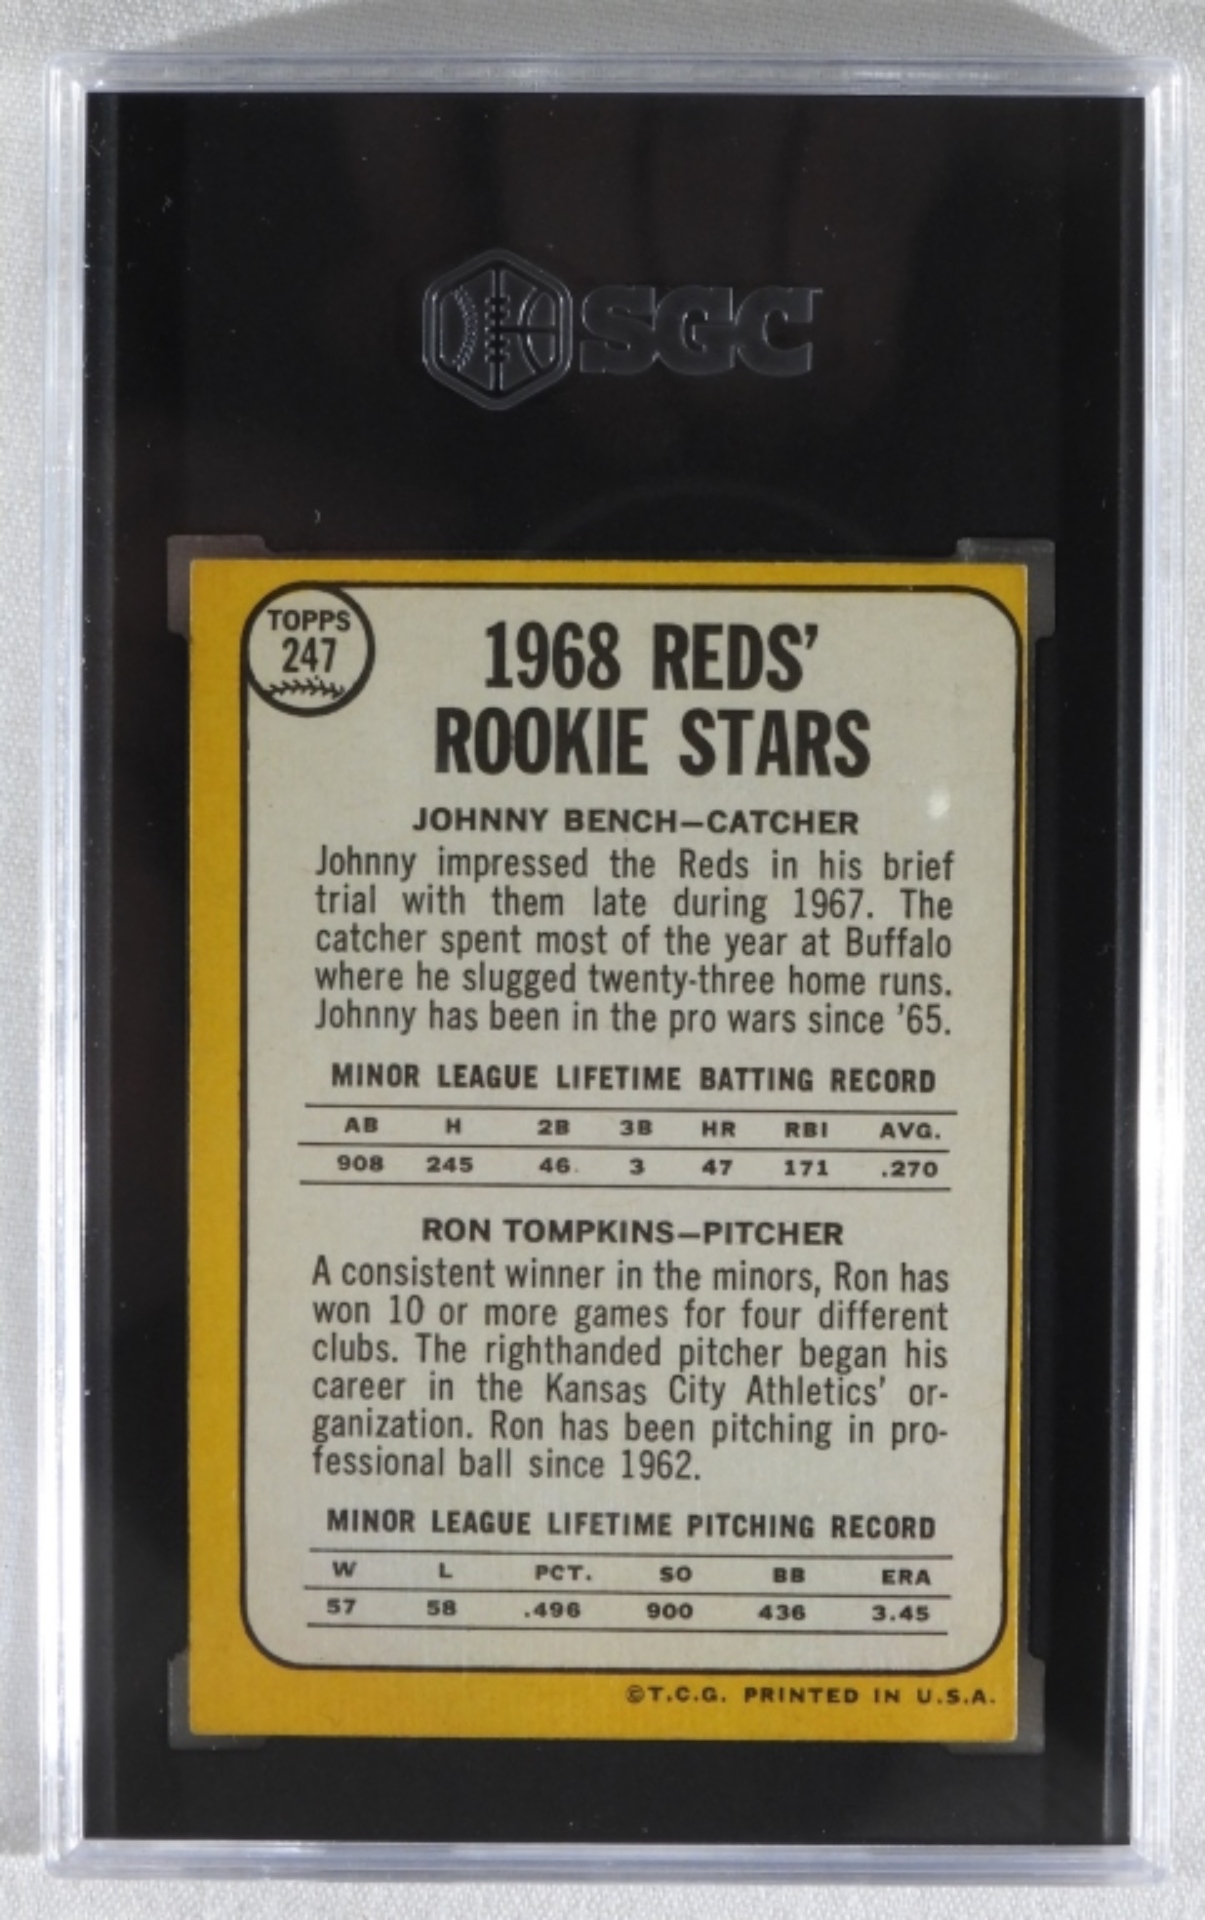 SGC
TOPPS
247
1968 REDS'
ROOKIE STARS
JOHNNY BENCH—CATCHER
Johnny impressed the Reds in his brief
trial with them late during 1967. The
catcher spent most of the year at Buffalo
where he slugged twenty-three home runs.
Johnny has been in the pro wars since '65.
MINOR LEAGUE LIFETIME BATTING RECORD
AB H 2B 3B HR RBI AVG.
908 245 46 3 47 171 .270
RON TOMPKINS—PITCHER
A consistent winner in the minors, Ron has
won 10 or more games for four different
clubs. The righthanded pitcher began his
career in the Kansas City Athletics' or-
ganization. Ron has been pitching in pro-
fessional ball since 1962.
MINOR LEAGUE LIFETIME PITCHING RECORD
W L PCT. SO BB ERA
57 58 .496 900 436 3.45
©T.C.G. PRINTED IN U.S.A.